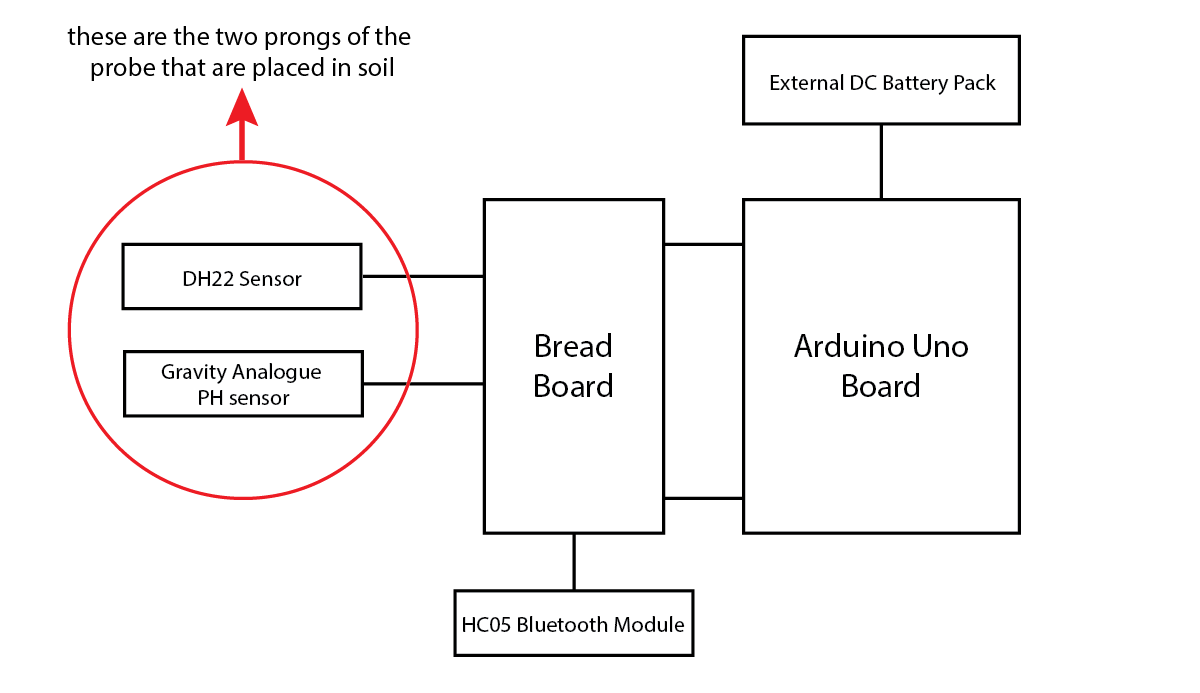 these are the two prongs of the
probe that are placed in soil
External DC Battery Pack
DH22 Sensor
Gravity Analogue
PH sensor
Bread
Board
Arduino Uno
Board
HC05 Bluetooth Module